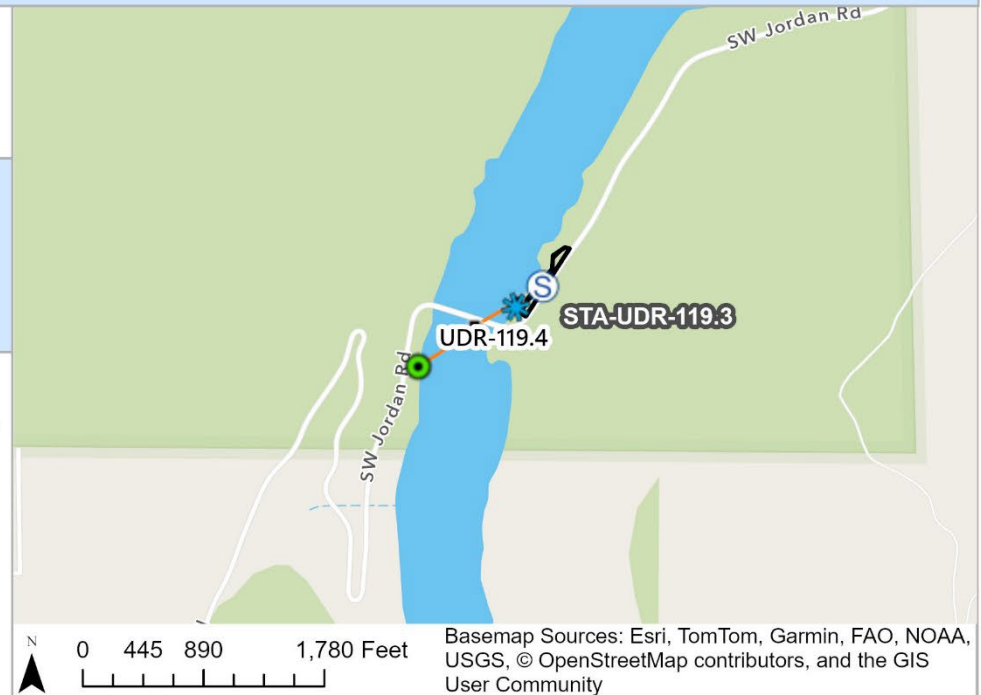 SW Jordan Rd
S
STA-UDR-119.3
UDR-119.4
SW Jordan Rd
N
0 445 890 1,780 Feet
Basemap Sources: Esri, TomTom, Garmin, FAO, NOAA,
USGS, © OpenStreetMap contributors, and the GIS
User Community